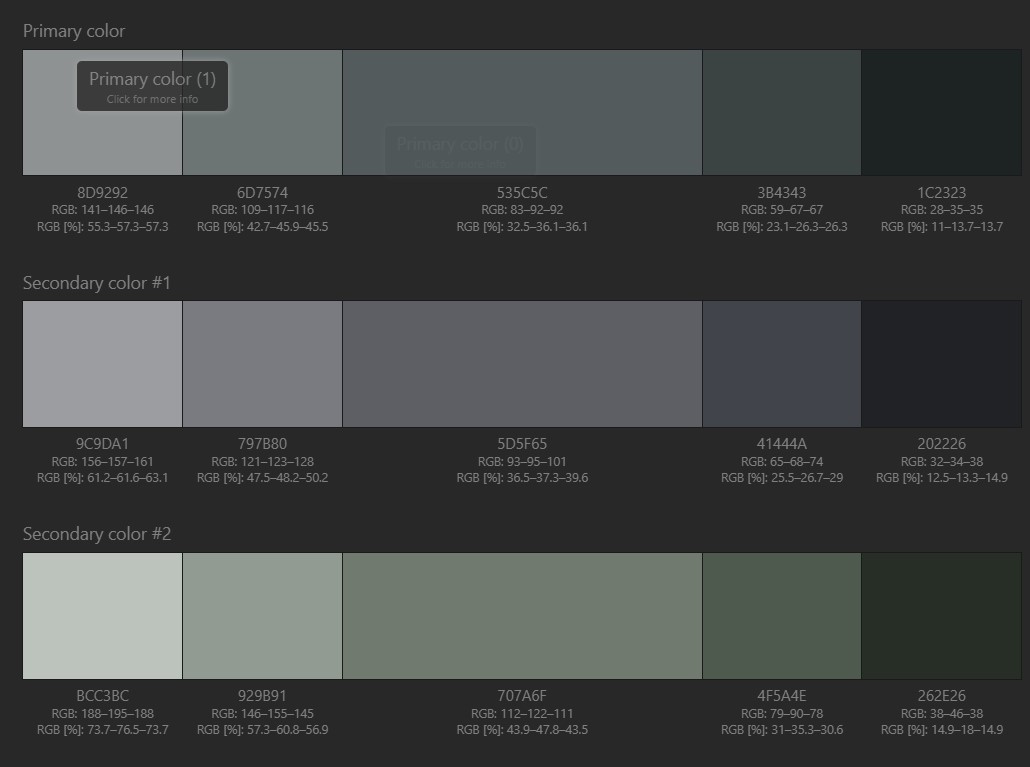 Primary color
Primary color (1)
Click for more info
Primary color (0)
Click for more info
8D9292
RGB: 141–146–146
RGB [%]: 55.3–57.3–57.3
6D7574
RGB: 109–117–116
RGB [%]: 42.7–45.9–45.5
535C5C
RGB: 83–92–92
RGB [%]: 32.5–36.1–36.1
3B4343
RGB: 59–67–67
RGB [%]: 23.1–26.3–26.3
1C2323
RGB: 28–35–35
RGB [%]: 11–13.7–13.7
Secondary color #1
9C9DA1
RGB: 156–157–161
RGB [%]: 61.2–61.6–63.1
797B80
RGB: 121–123–128
RGB [%]: 47.5–48.2–50.2
5D5F65
RGB: 93–95–101
RGB [%]: 36.5–37.3–39.6
41444A
RGB: 65–68–74
RGB [%]: 25.5–26.7–29
202226
RGB: 32–34–38
RGB [%]: 12.5–13.3–14.9
Secondary color #2
BCC3BC
RGB: 188–195–188
RGB [%]: 73.7–76.5–73.7
929B91
RGB: 146–155–145
RGB [%]: 57.3–60.8–56.9
707A6F
RGB: 112–122–111
RGB [%]: 43.9–47.8–43.5
4F5A4E
RGB: 79–90–78
RGB [%]: 31–35.3–30.6
262E26
RGB: 38–46–38
RGB [%]: 14.9–18–14.9